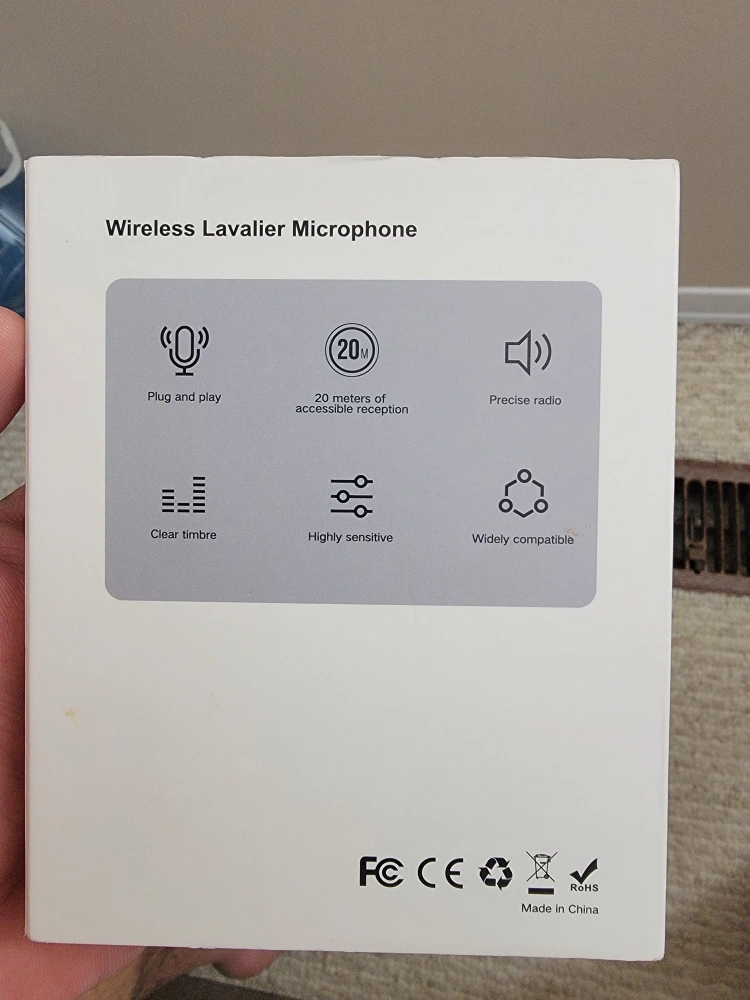 Wireless Lavalier Microphone
20M
Plug and play
20 meters of
accessible reception
Precise radio
Clear timbre
Highly sensitive
Widely compatible
FC CE
RoHS
Made in China